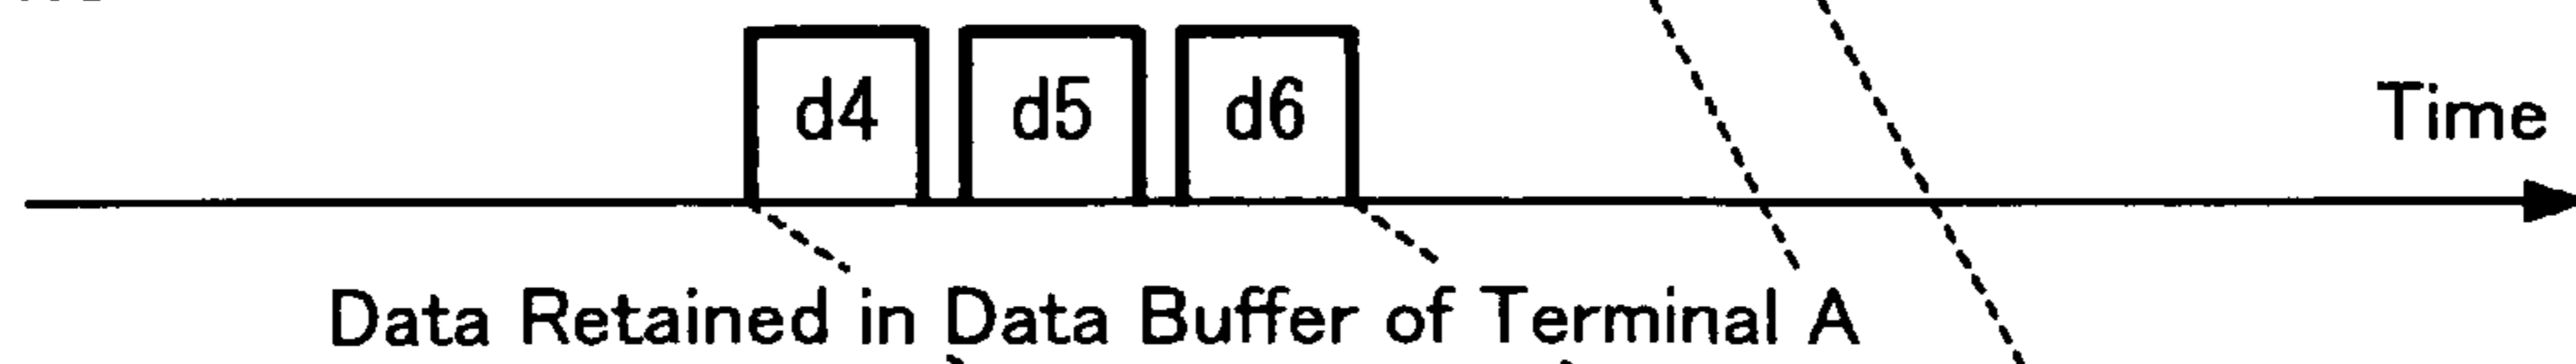 d4 d5 d6
Time
Data Retained in Data Buffer of Terminal A